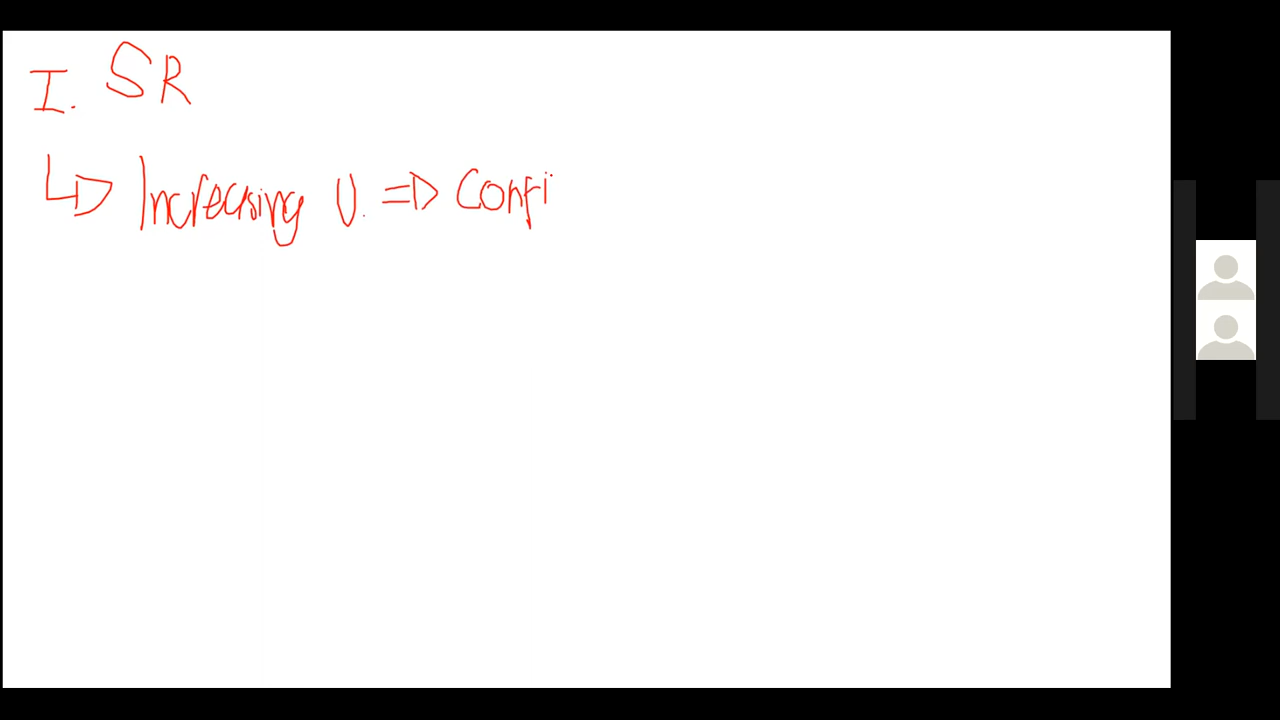 I. SR
↳ Increasing U. => Confi